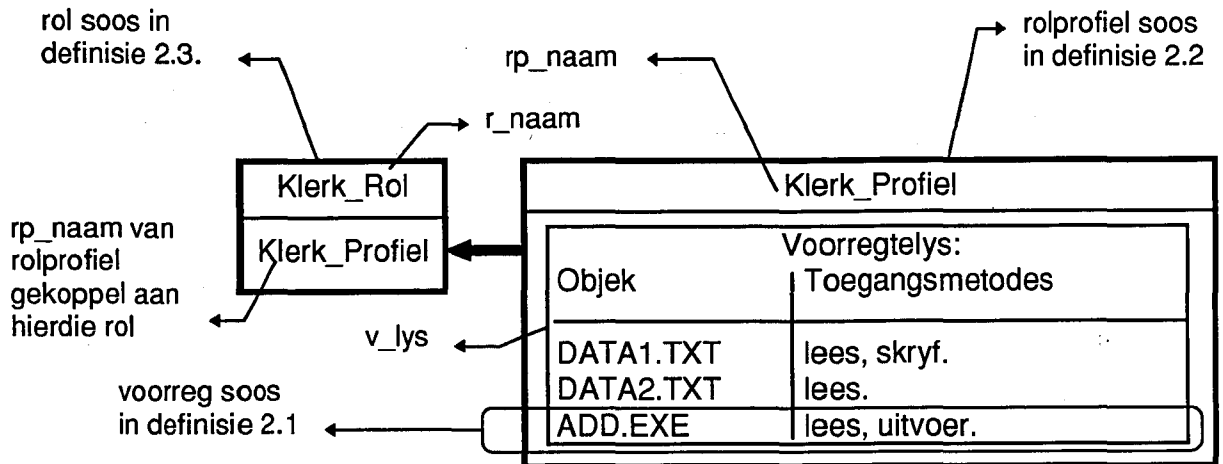 rol soos in
definisie 2.3.
rp_naam
rolprofiel soos
in definisie 2.2
r_naam
Klerk_Rol
Klerk_Profiel
Klerk_Profiel
rp_naam van
rolprofiel
gekoppel aan
hierdie rol
Voorregtelys:
Objek Toegangsmetodes
v_lys
DATA1.TXT lees, skryf.
DATA2.TXT lees.
ADD.EXE lees, uitvoer.
voorreg soos
in definisie 2.1